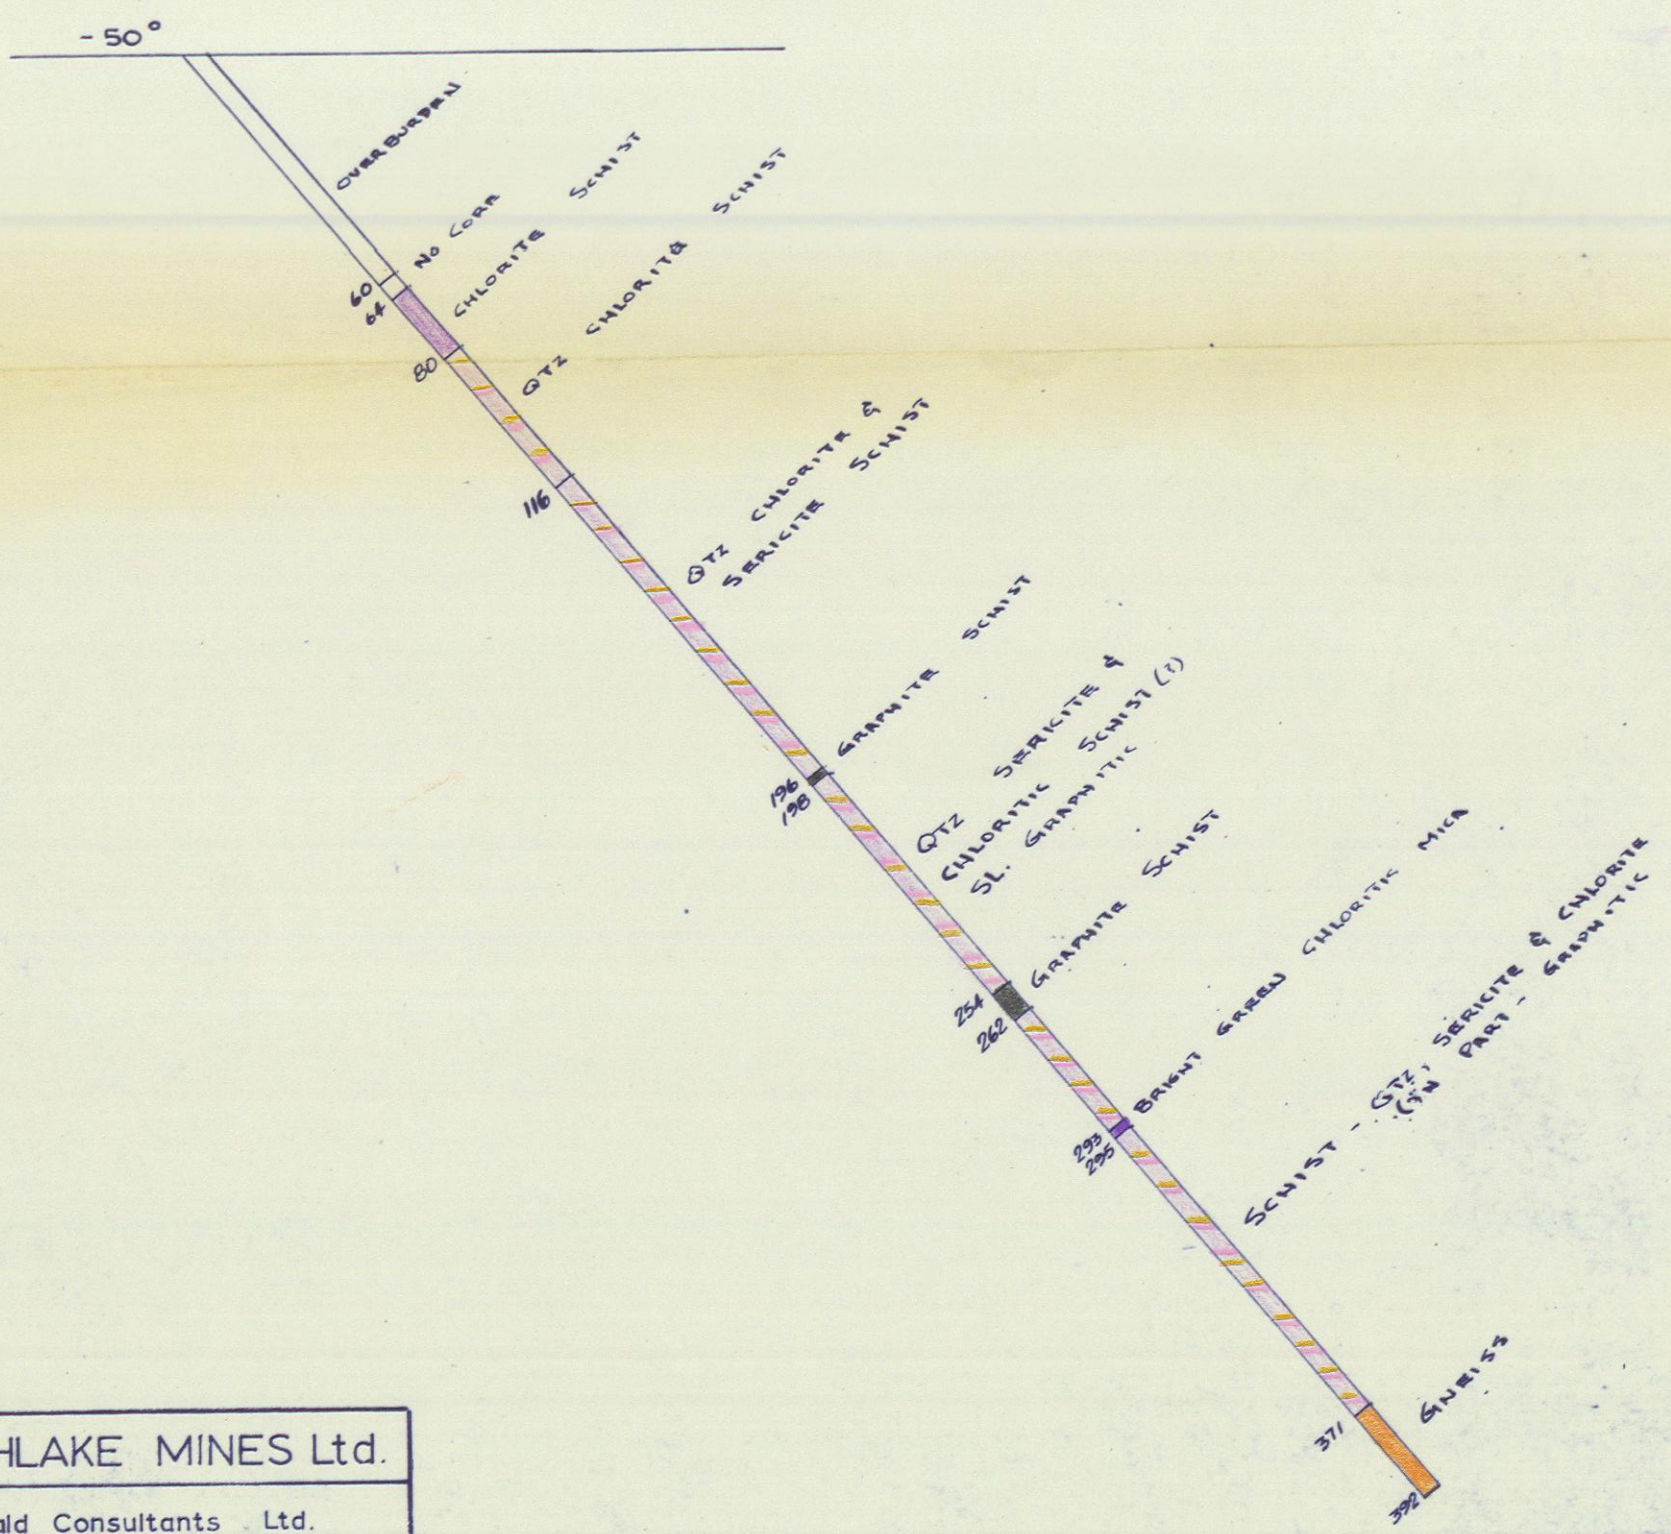 - 50°
OVERBURDEN
NO CORE
60
64
CHLORITE SCHIST
80
QTZ CHLORITE SCHIST
116
QTZ CHLORITE &
SERICITE SCHIST
GRAPHITE SCHIST
196
198
QTZ SERICITE &
CHLORITIC SCHIST (?)
SL. GRAPHITIC
GRAPHITE SCHIST
254
262
BRIGHT GREEN CHLORITIC MICA
293
295
SCHIST - QTZ, SERICITE & CHLORITE
(IN PART - GRAPHITIC
371
GNEISS
392
HLAKE MINES Ltd.
ald Consultants Ltd.